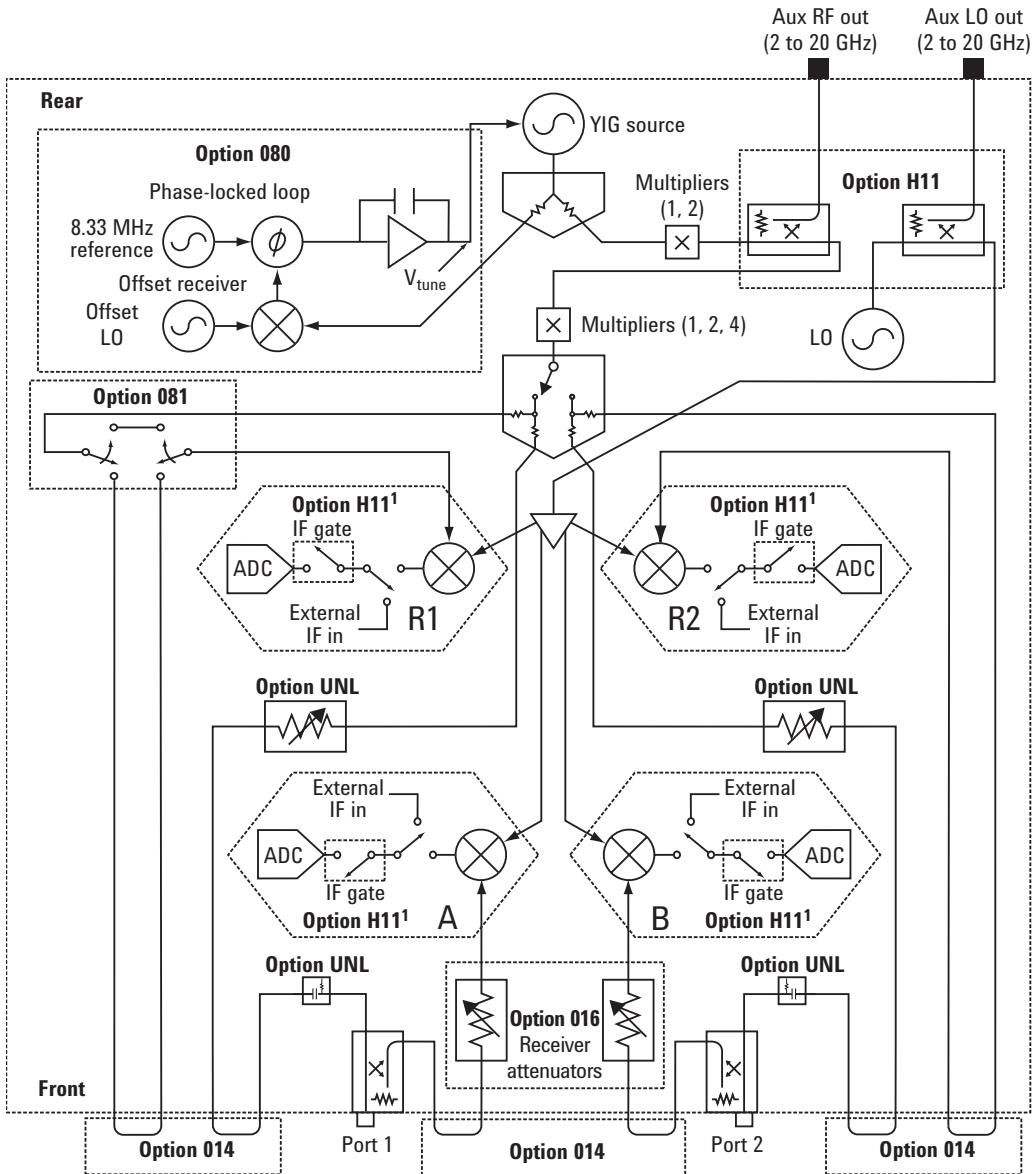 Aux RF out
(2 to 20 GHz)
Aux LO out
(2 to 20 GHz)
Rear
YIG source
Option 080
Phase-locked loop
8.33 MHz
reference
ϕ
Offset receiver
Offset
LO
Vtune
Multipliers
(1, 2)
Option H11
Multipliers (1, 2, 4)
LO
Option 081
Option H11¹
IF gate
ADC
External
IF in
R1
Option H11¹
IF gate
ADC
External
IF in
R2
Option UNL
Option UNL
External
IF in
ADC
IF gate
Option H11¹
A
External
IF in
ADC
IF gate
Option H11¹
B
Option UNL
Option UNL
Option 016
Receiver
attenuators
Front
Option 014
Port 1
Option 014
Port 2
Option 014